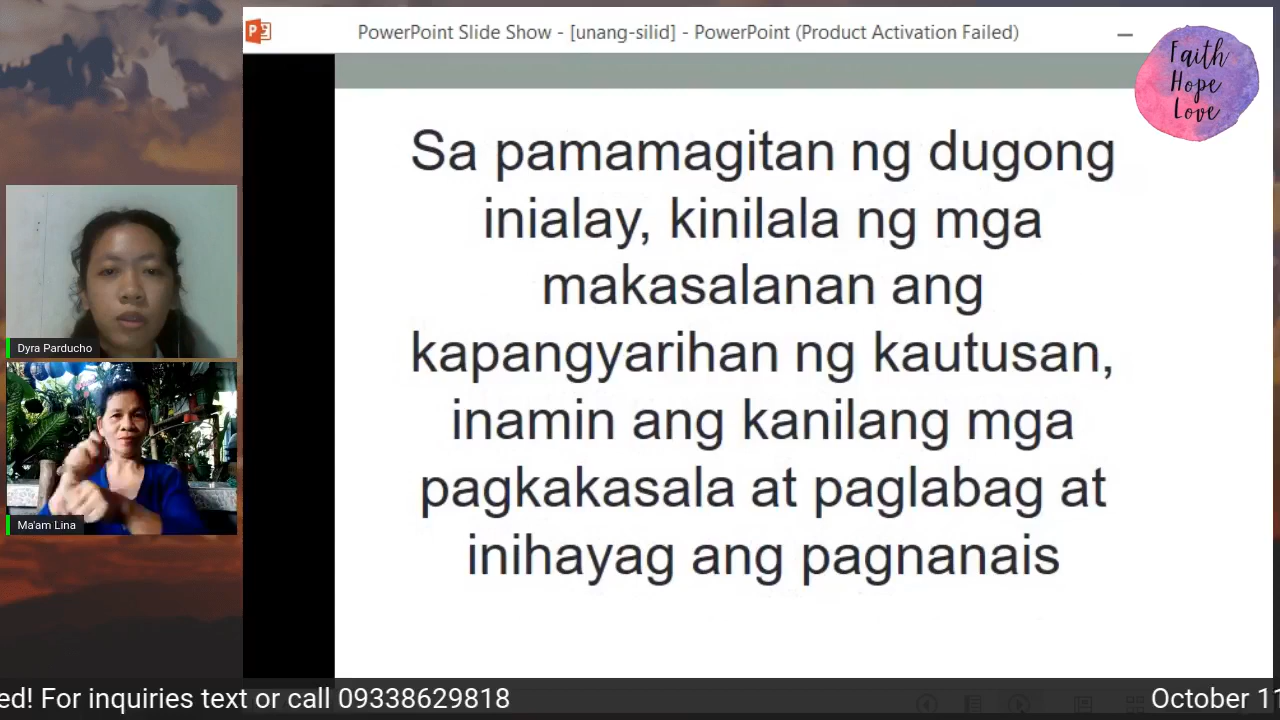 PowerPoint Slide Show - [unang-silid] - PowerPoint (Product Activation Failed)
Faith
Hope
Love
Sa pamamagitan ng dugong
inialay, kinilala ng mga
makasalanan ang
kapangyarihan ng kautusan,
inamin ang kanilang mga
pagkakasala at paglabag at
inihayag ang pagnanais
Dyra Parducho
Ma'am Lina
ed! For inquiries text or call 09338629818
October 11